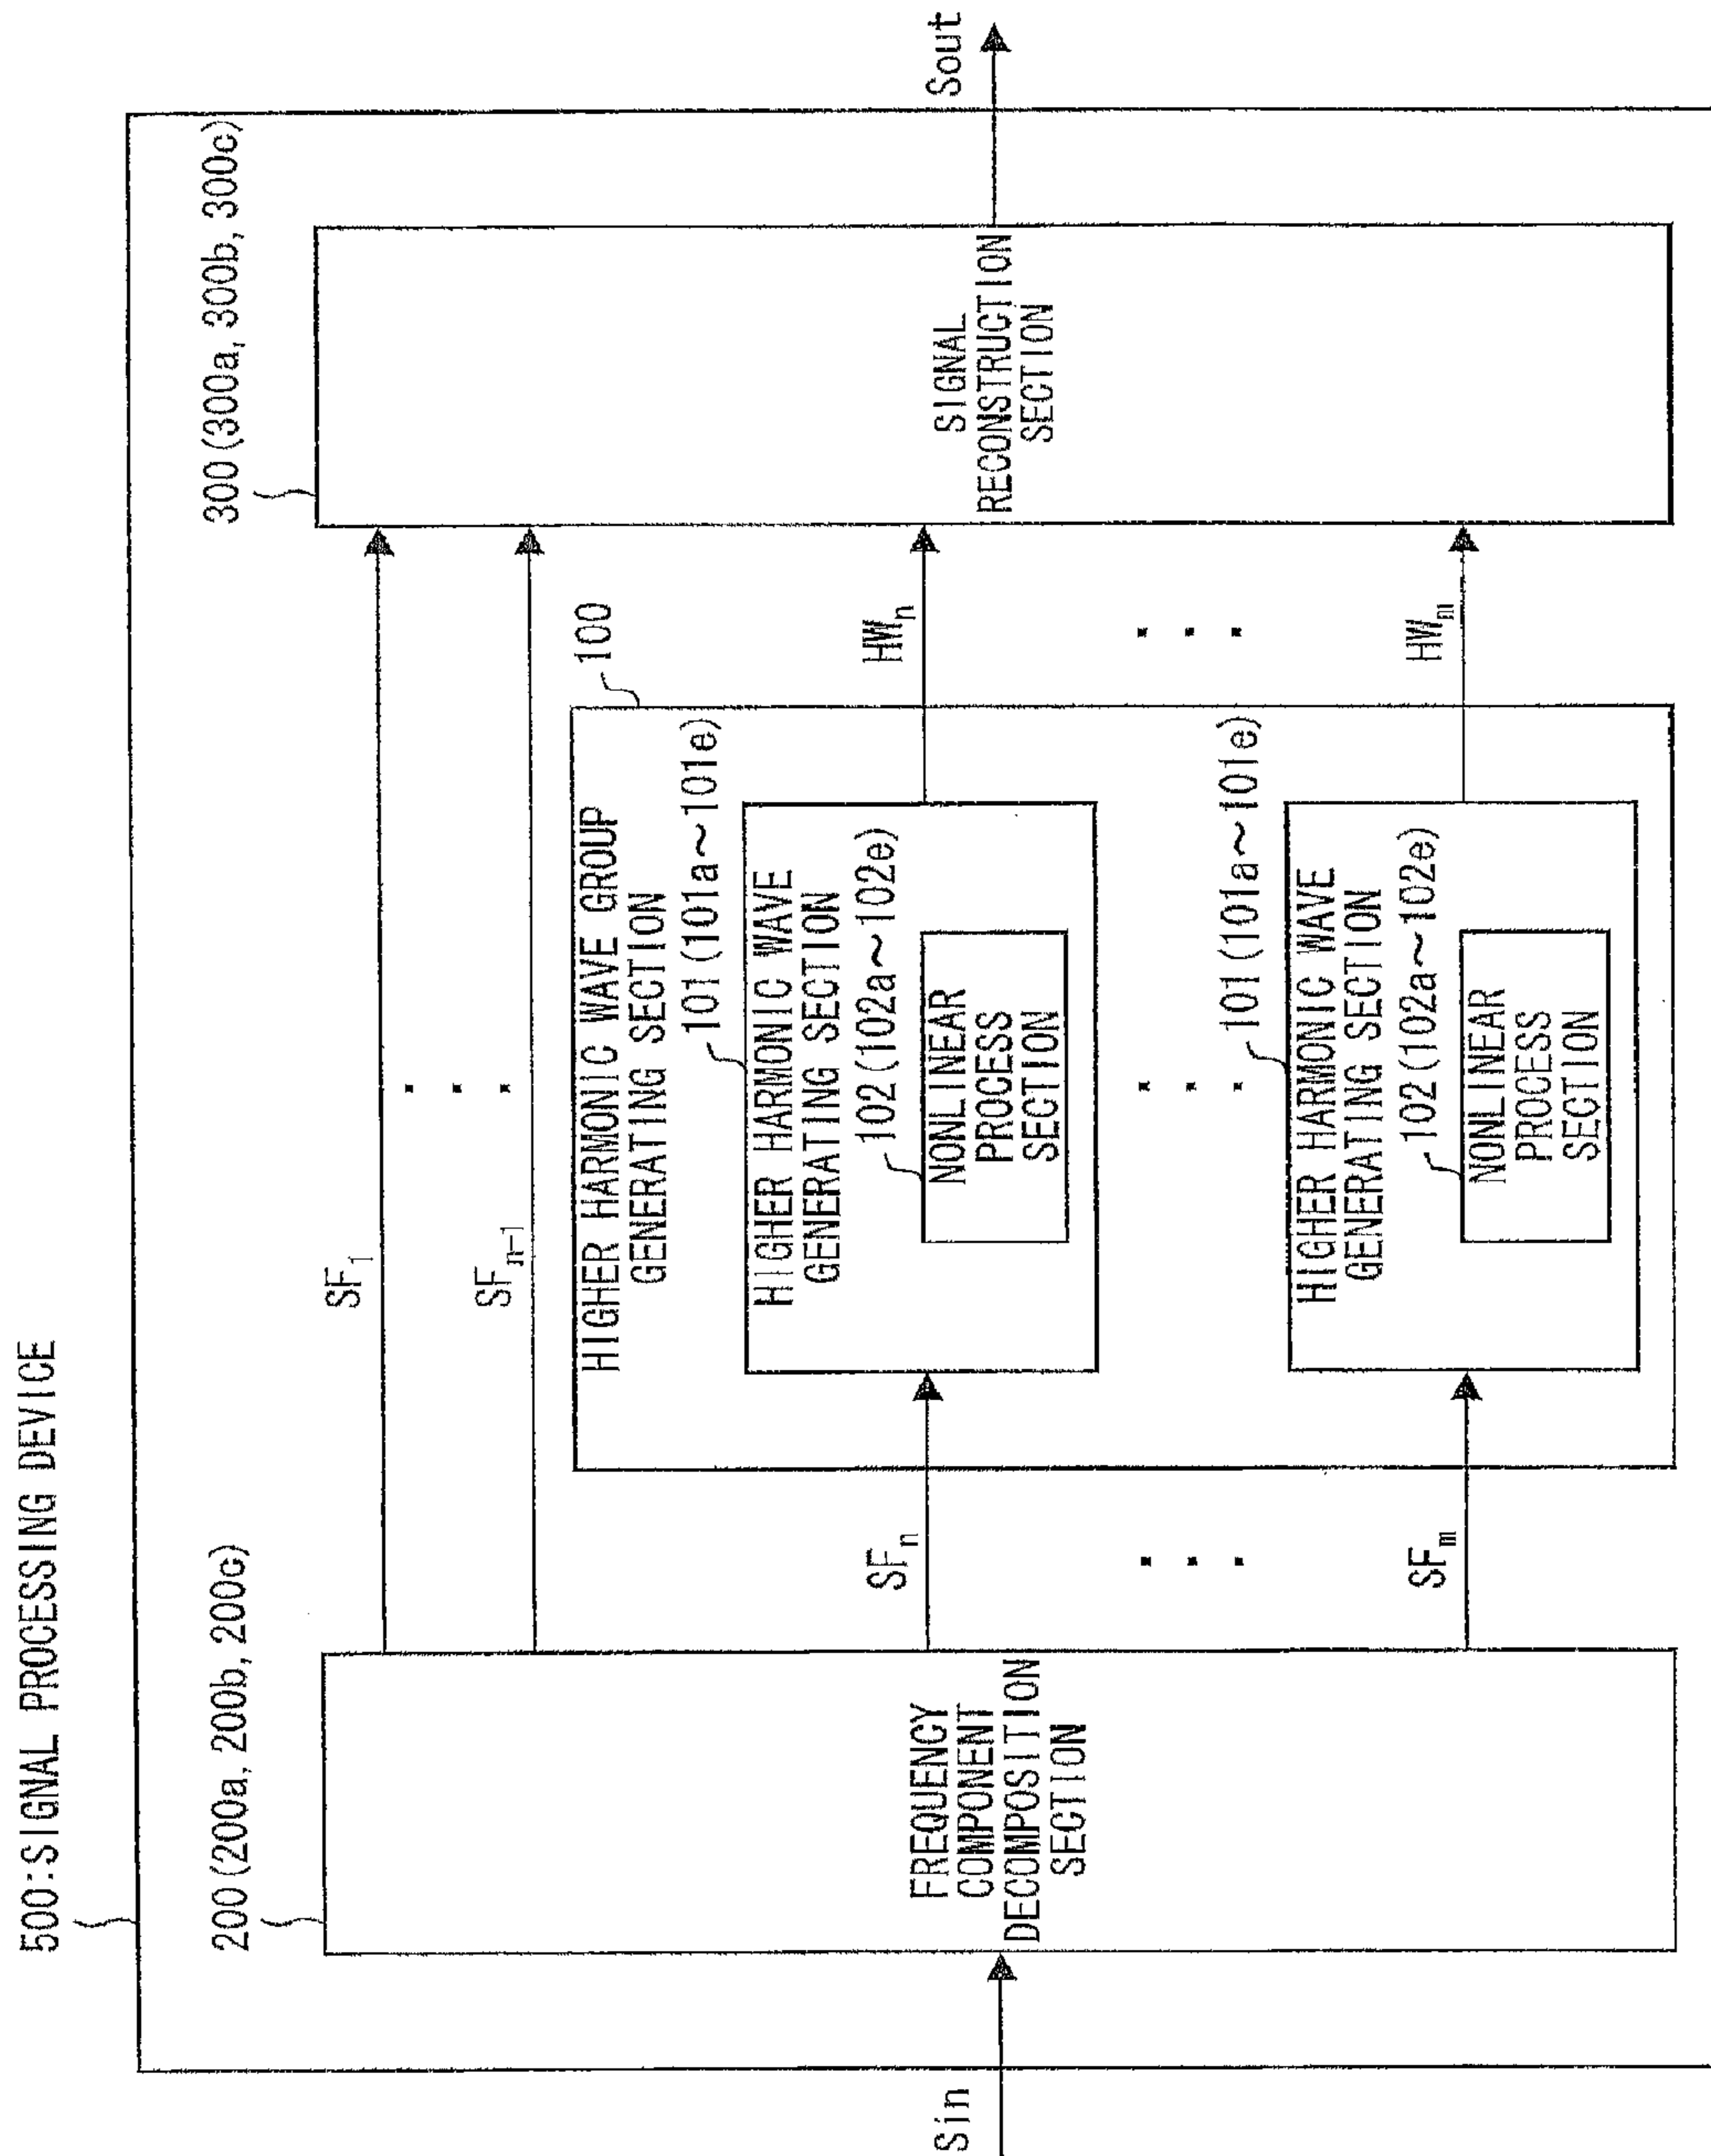 500:SIGNAL PROCESSING DEVICE
200(200a, 200b, 200c)
300(300a, 300b, 300c)
SF1
SFn-1
Sin
FREQUENCY
COMPONENT
DECOMPOSITION
SECTION
100
HIGHER HARMONIC WAVE GROUP
GENERATING SECTION
101(101a~101e)
HIGHER HARMONIC WAVE
GENERATING SECTION
102(102a~102e)
NONLINEAR
PROCESS
SECTION
SFn
HWn
101(101a~101e)
HIGHER HARMONIC WAVE
GENERATING SECTION
102(102a~102e)
NONLINEAR
PROCESS
SECTION
SFm
HWm
SIGNAL
RECONSTRUCTION
SECTION
Sout